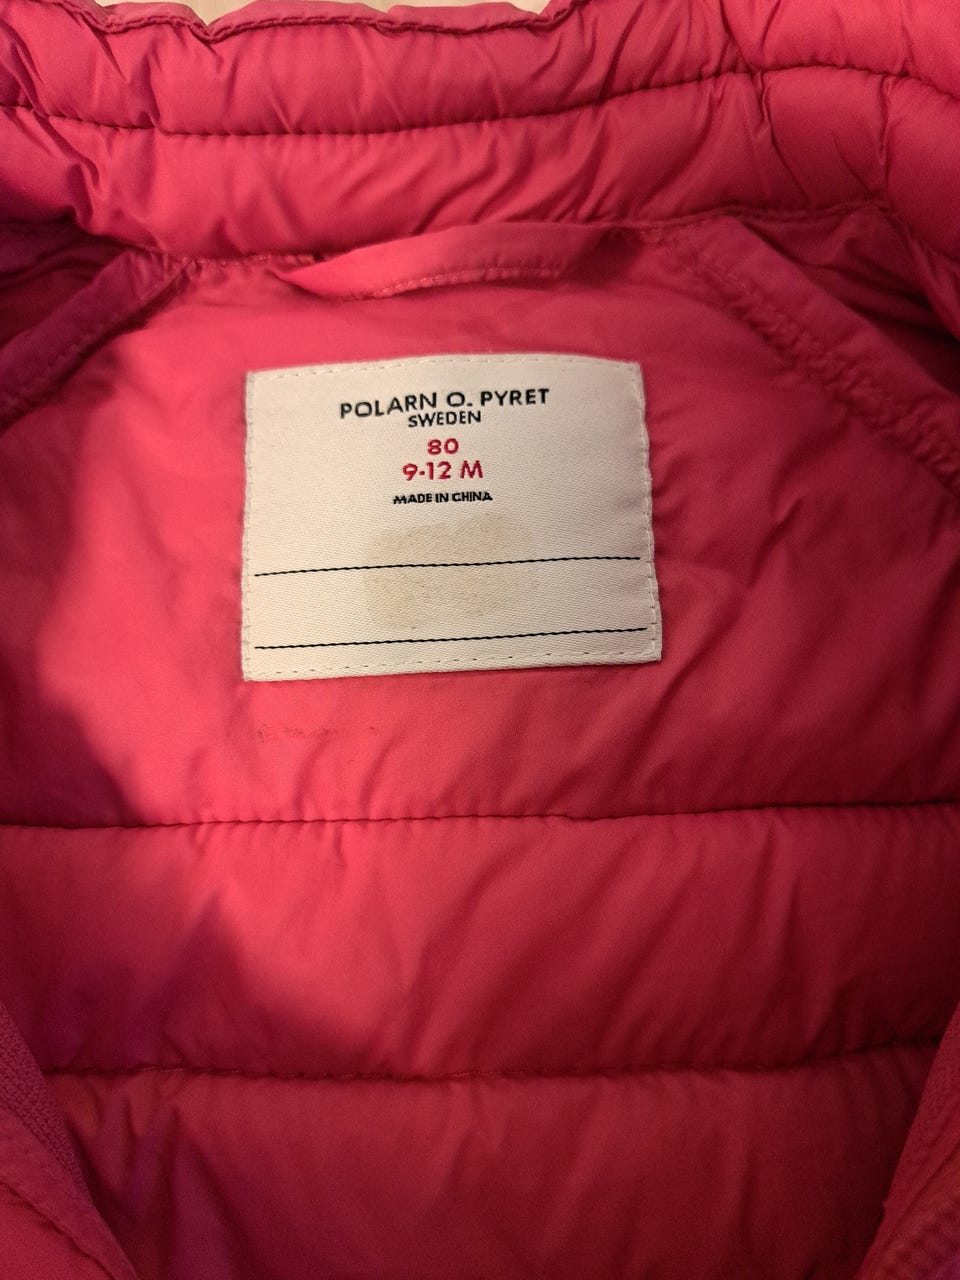 POLARN O. PYRET
SWEDEN
80
9-12 M
MADE IN CHINA